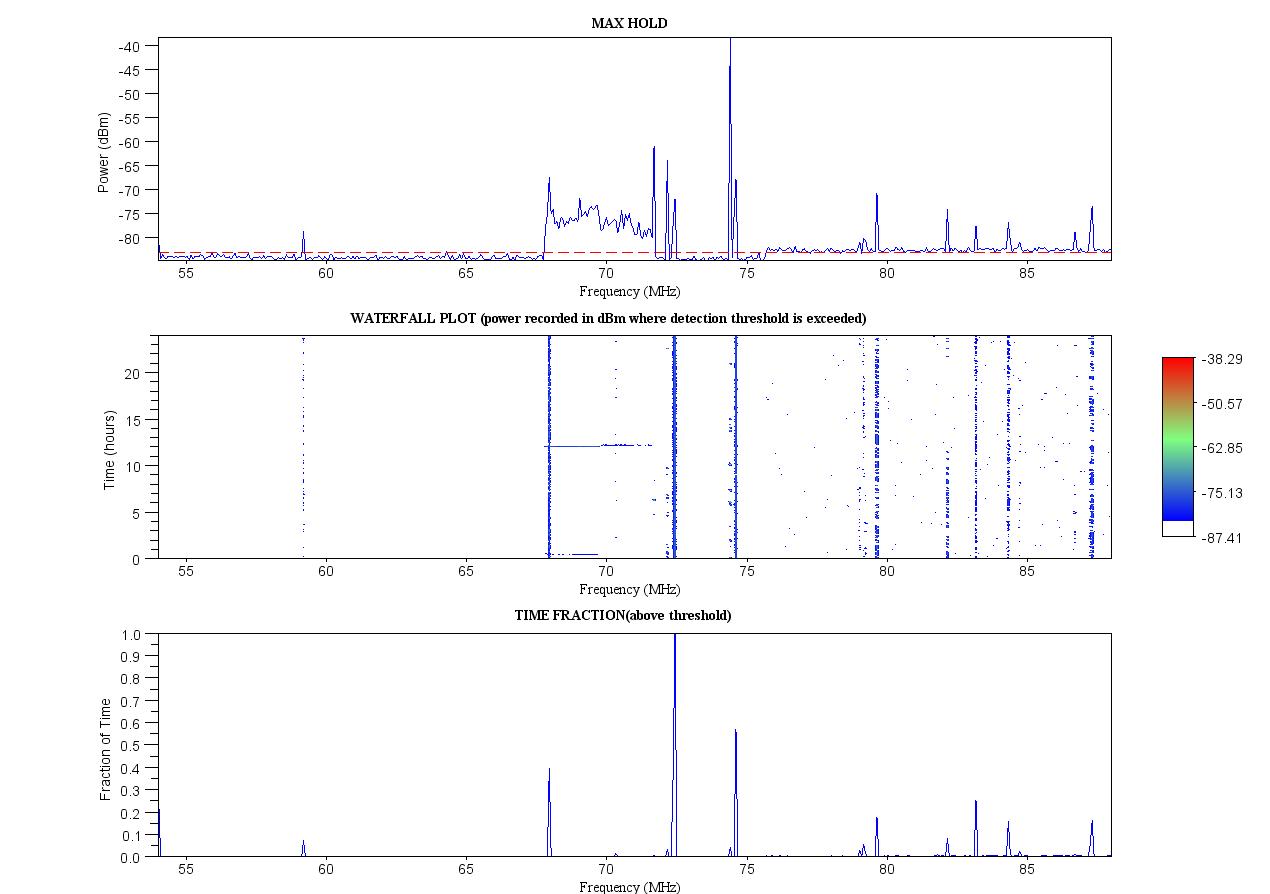 MAX HOLD
-40
-45
-50
-55
-60
-65
-70
-75
-80
Power (dBm)
55 60 65 70 75 80 85
Frequency (MHz)
WATERFALL PLOT (power recorded in dBm where detection threshold is exceeded)
20
15
10
5
0
Time (hours)
55 60 65 70 75 80 85
Frequency (MHz)
-38.29
-50.57
-62.85
-75.13
-87.41
TIME FRACTION(above threshold)
1.0
0.9
0.8
0.7
0.6
0.5
0.4
0.3
0.2
0.1
0.0
Fraction of Time
55 60 65 70 75 80 85
Frequency (MHz)